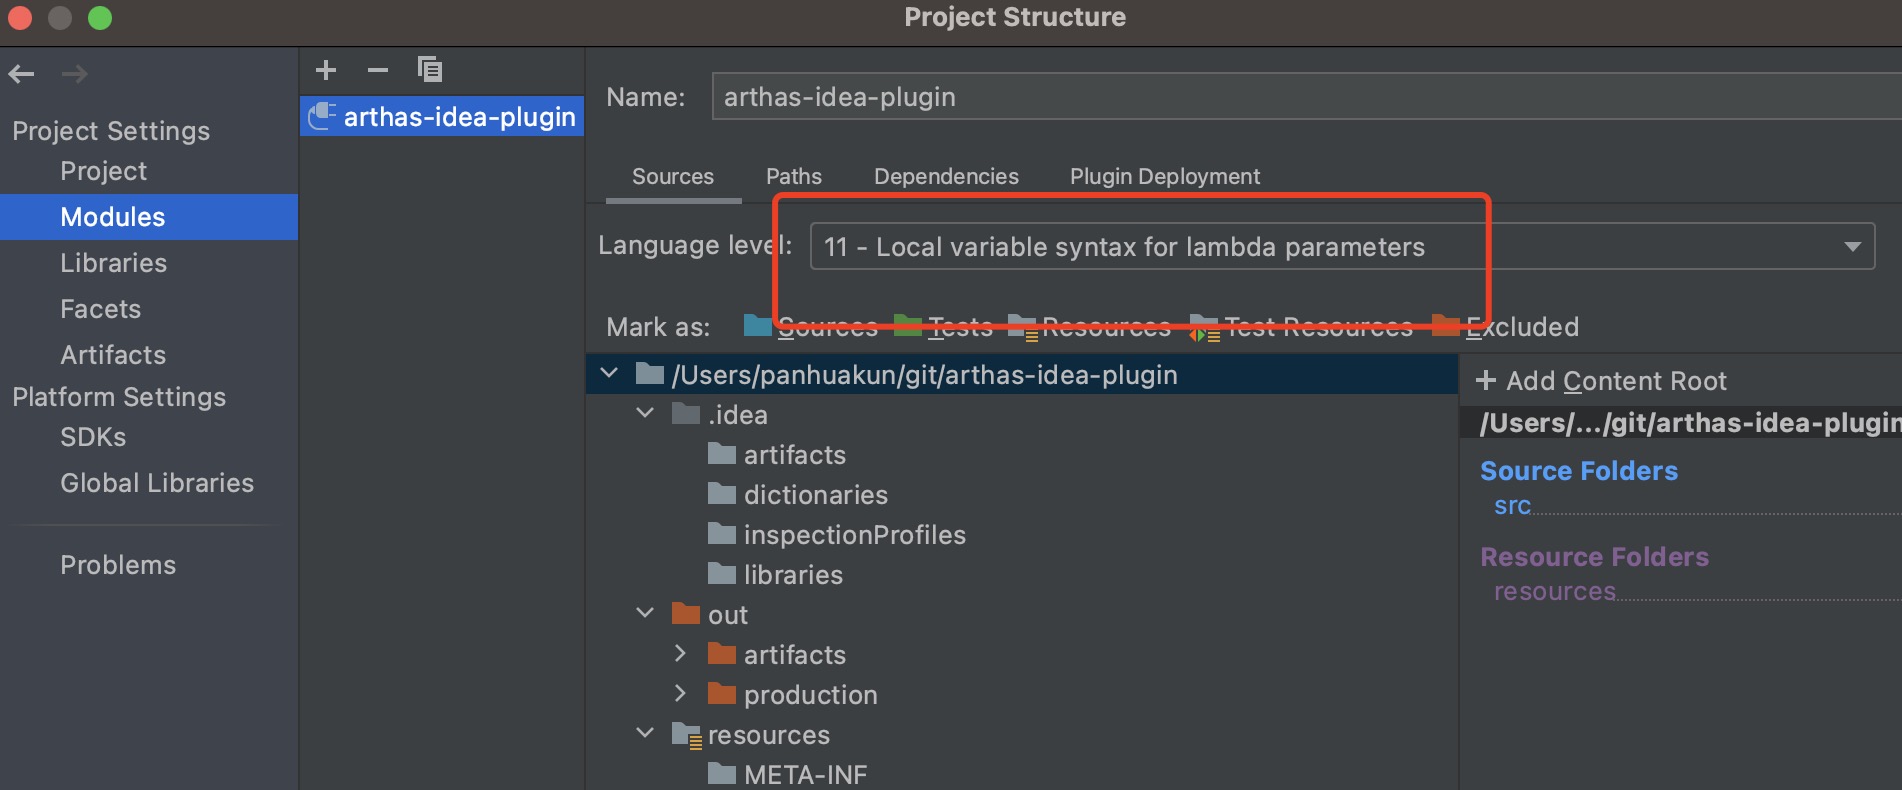 Project Structure
Project Settings
Project
Modules
Libraries
Facets
Artifacts
Platform Settings
SDKs
Global Libraries
Problems
arthas-idea-plugin
Name: arthas-idea-plugin
Sources Paths Dependencies Plugin Deployment
Language level: 11 - Local variable syntax for lambda parameters
Mark as: Sources Tests Resources Test Resources Excluded
/Users/panhuakun/git/arthas-idea-plugin
.idea
artifacts
dictionaries
inspectionProfiles
libraries
out
artifacts
production
resources
META-INF
Add Content Root
/Users/.../git/arthas-idea-plugin
Source Folders
src
Resource Folders
resources